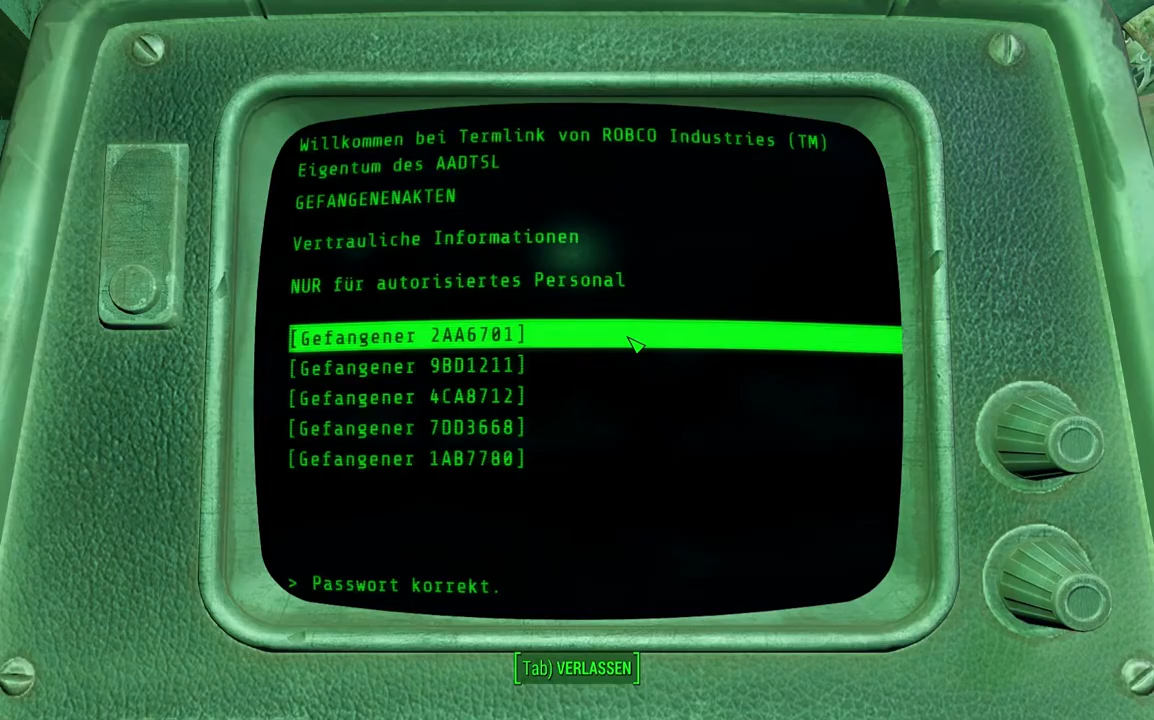 Willkommen bei Termlink von ROBCO Industries (TM)
Eigentum des AADTSL
GEFANGENENAKTEN
Vertrauliche Informationen
NUR für autorisiertes Personal
[Gefangener 2AA6701]
[Gefangener 9BD1211]
[Gefangener 4CA8712]
[Gefangener 7DD3668]
[Gefangener 1AB7780]
> Passwort korrekt.
[Tab) VERLASSEN]